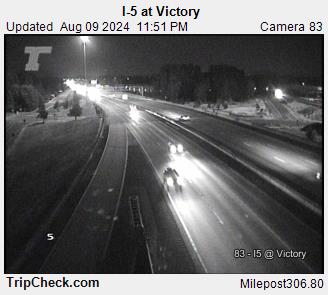 I-5 at Victory
Updated  Aug 09 2024  11:51 PM
Camera 83
T
S
83 - I5 @ Victory
TripCheck.com
Milepost306.80